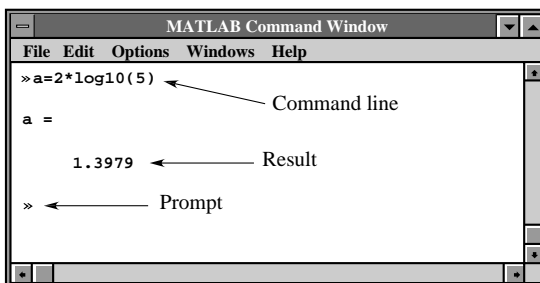 MATLAB Command Window
File Edit Options Windows Help
»a=2*log10(5)
Command line
a =
1.3979
Result
»
Prompt